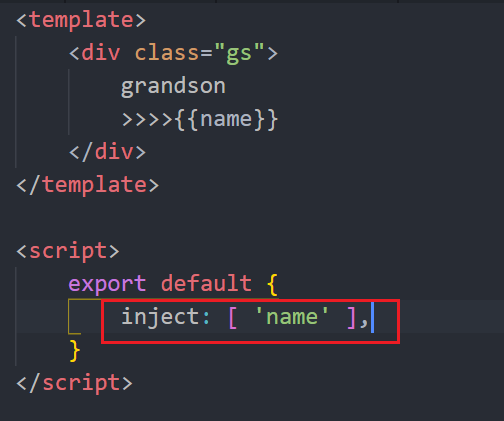 <template>
    <div class="gs">
        grandson
        >>>>{{name}}
    </div>
</template>

<script>
    export default {
        inject: [ 'name' ],
    }
</script>